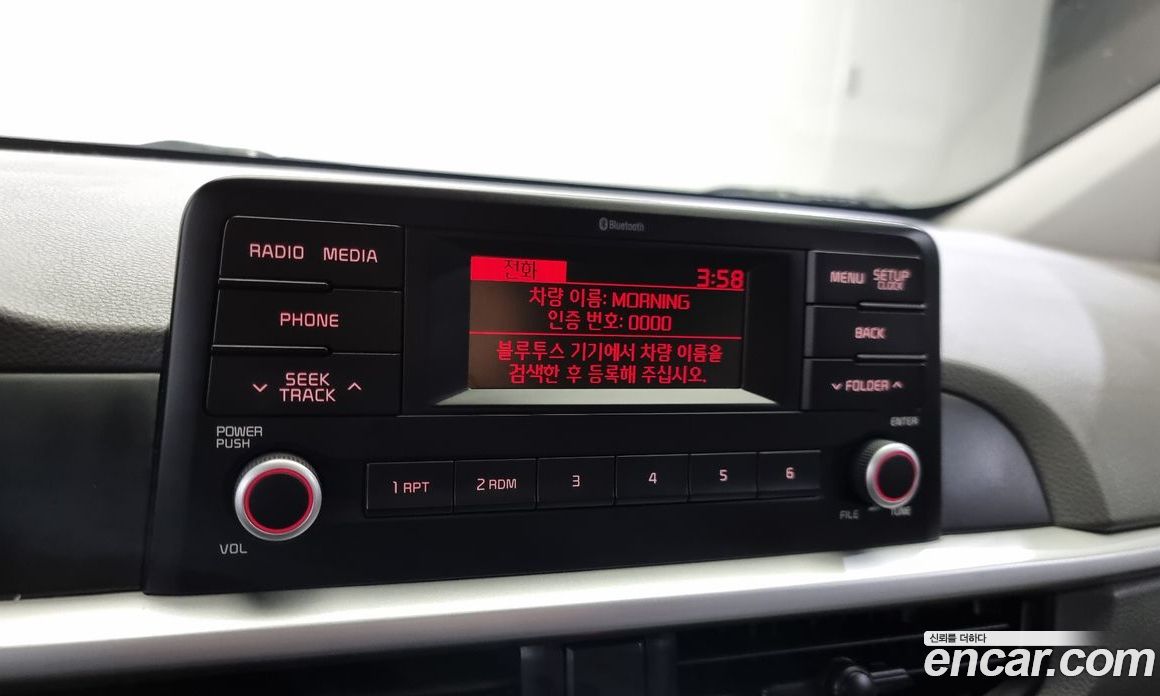 Bluetooth
RADIO MEDIA
전화 3:58
MENU SETUP
CLOCK
차량 이름: MORNING
인증 번호: 0000
PHONE
BACK
블루투스 기기에서 차량 이름을
검색한 후 등록해 주십시오.
SEEK
TRACK
FOLDER
POWER
PUSH
ENTER
1 RPT 2 RDM 3 4 5 6
VOL
FILE TUNE
신뢰를 더하다
encar.com